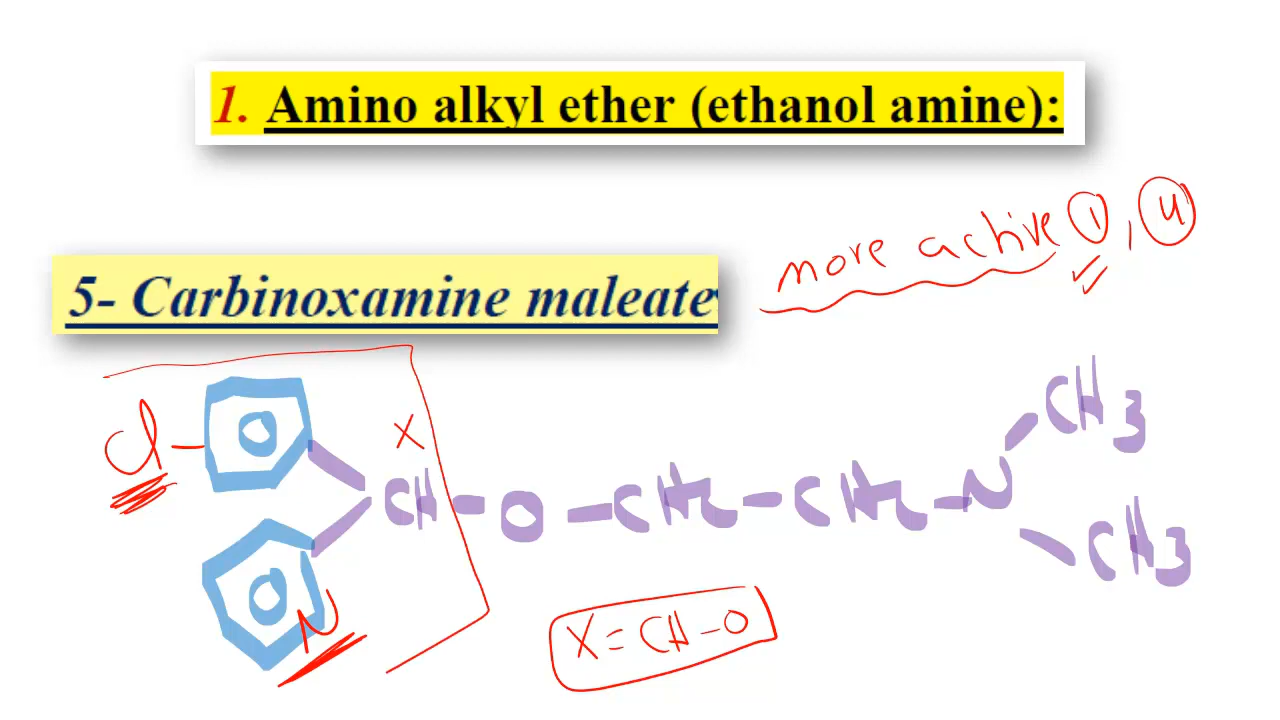 1. Amino alkyl ether (ethanol amine):
more active 1, 4
5- Carbinoxamine maleate
Cl
X
CH-O-CH2-CH2-N
CH3
CH3
N
X=CH-O